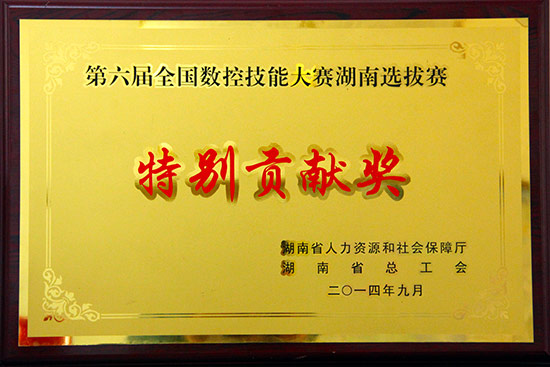 第六届全国数控技能大赛湖南选拔赛
特别贡献奖
湖南省人力资源和社会保障厅
湖南省总工会
二〇一四年九月